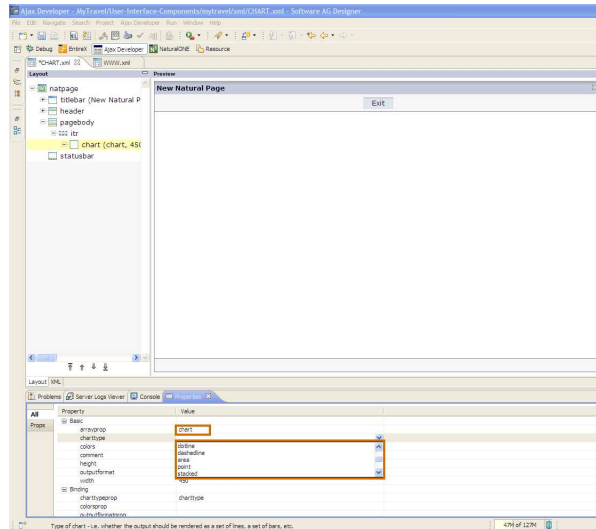 Ajax Developer - MyTravel/User-Interface-Components/mytravel/xml/CHART.xml - Software AG Designer
File Edit Navigate Search Project Ajax Developer Run Window Help
Debug EntireX Ajax Developer NaturalONE Resource
*CHART.xml WWW.xml
Layout
Preview
natpage
titlebar (New Natural P
header
pagebody
itr
chart (chart, 450
statusbar
New Natural Page
Exit
Layout XML
Problems Server Logs Viewer Console Properties
All
Props
Property Value
Basic
arrayprop chart
charttype
colors dotline
comment dashedline
height area
outputformat point
stacked
width 450
Binding
charttypeprop charttype
colorsprop
outputformatprop
Type of chart - i.e. whether the output should be rendered as a set of lines, a set of bars, etc.
47M of 127M